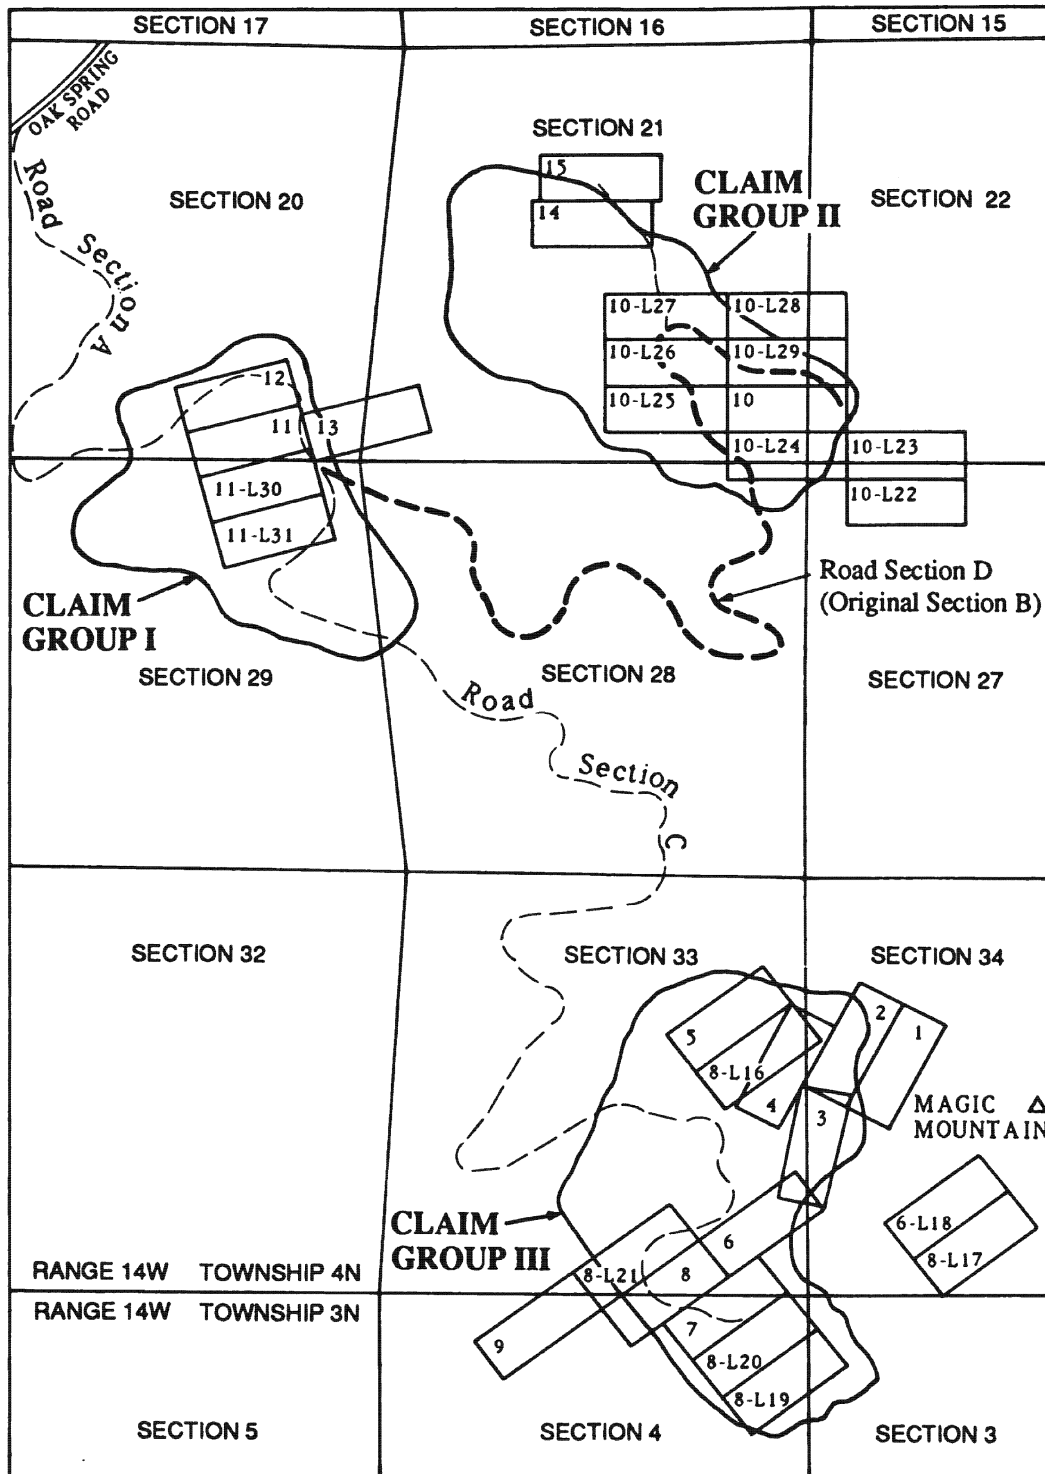 SECTION 17
SECTION 16
SECTION 15
OAK SPRING
ROAD
Road Section A
SECTION 21
SECTION 20
SECTION 22
15
14
CLAIM
GROUP II
10-L27
10-L28
10-L26
10-L29
10-L25
10
10-L24
10-L23
10-L22
12
11
13
11-L30
11-L31
Road Section D
(Original Section B)
CLAIM
GROUP I
SECTION 29
SECTION 28
SECTION 27
Road Section C
SECTION 32
SECTION 33
SECTION 34
2
1
5
8-L16
4
3
MAGIC
MOUNTAIN
CLAIM
GROUP III
6
6-L18
8-L17
8-L21
8
RANGE 14W TOWNSHIP 4N
RANGE 14W TOWNSHIP 3N
9
7
8-L20
8-L19
SECTION 5
SECTION 4
SECTION 3